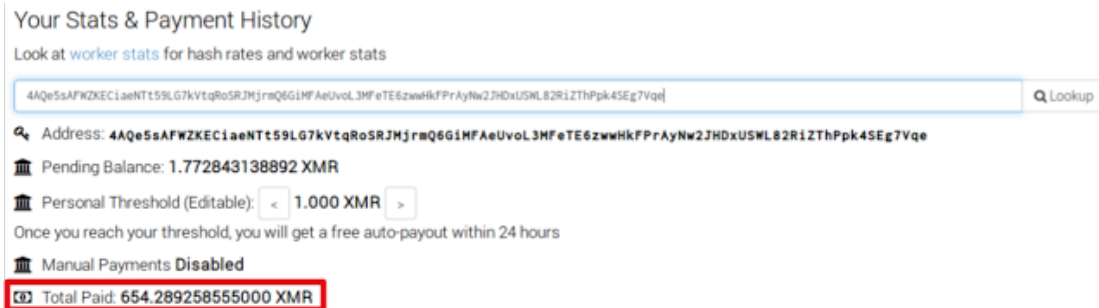 Your Stats & Payment History
Look at worker stats for hash rates and worker stats
4AQe5sAFWZKECiaeNTt59LG7kVtqRoSRJMjrmQ6GiMFAeUvoL3MFeTE6zwwHkFPrAyNw2JHDxUSWL82RiZThPpk4SEg7Vqe Lookup
Address: 4AQe5sAFWZKECiaeNTt59LG7kVtqRoSRJMjrmQ6GiMFAeUvoL3MFeTE6zwwHkFPrAyNw2JHDxUSWL82RiZThPpk4SEg7Vqe
Pending Balance: 1.772843138892 XMR
Personal Threshold (Editable): < 1.000 XMR >
Once you reach your threshold, you will get a free auto-payout within 24 hours
Manual Payments Disabled
Total Paid: 654.289258555000 XMR